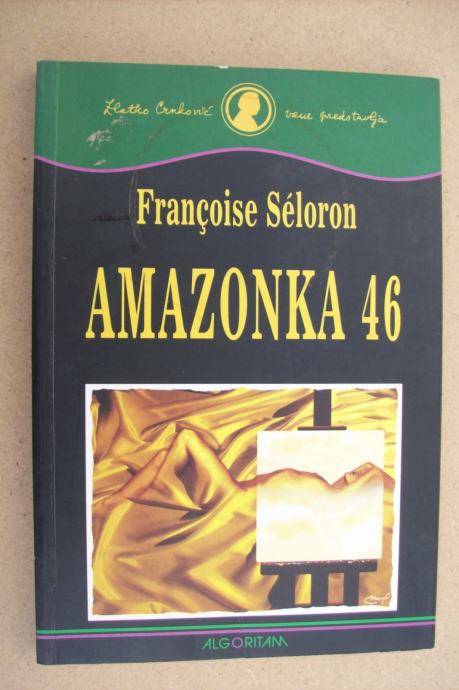 Zlatko Crnković vam predstavlja
Françoise Séloron
AMAZONKA 46
ALGORITAM